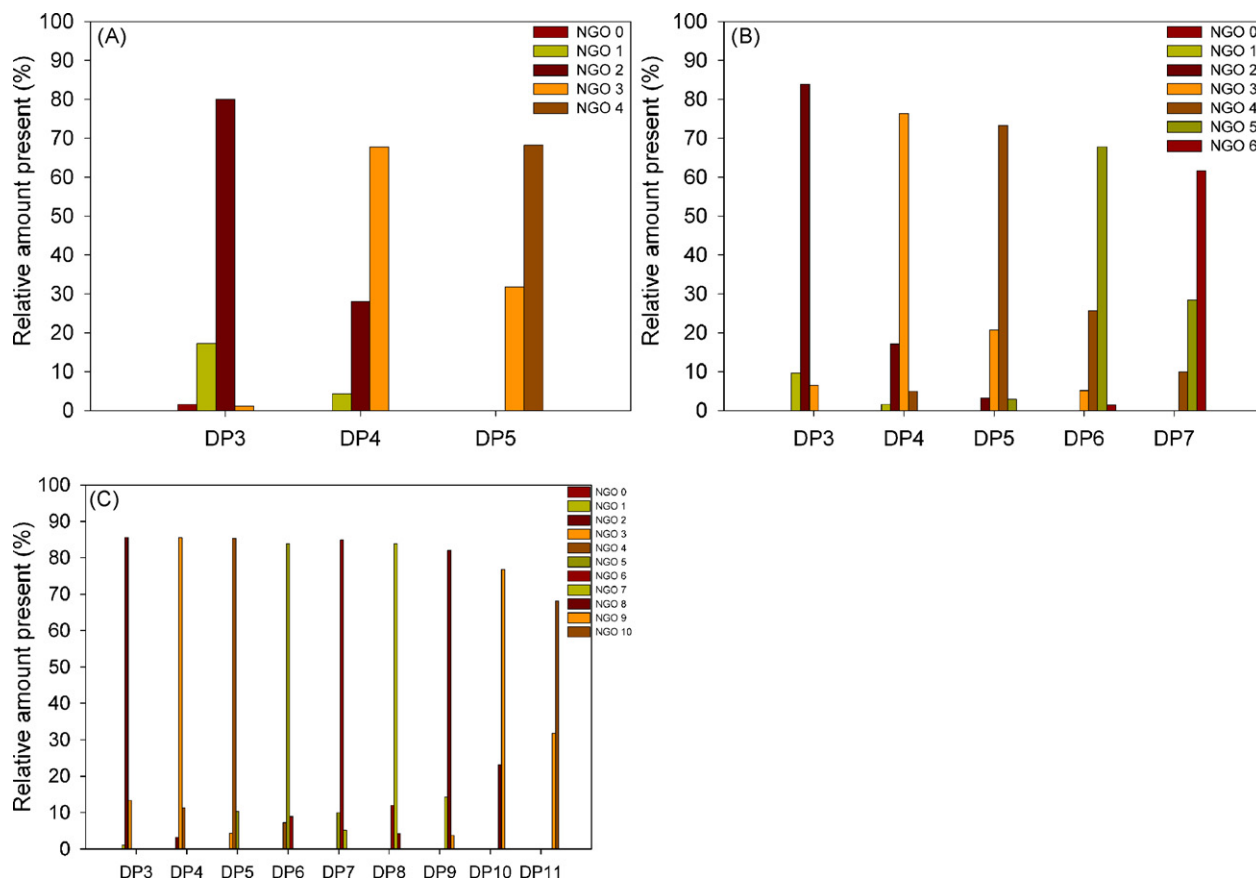 (A)
Relative amount present (%)
100
90
80
70
60
50
40
30
20
10
0
DP3 DP4 DP5
NGO 0
NGO 1
NGO 2
NGO 3
NGO 4
(B)
Relative amount present (%)
100
90
80
70
60
50
40
30
20
10
0
DP3 DP4 DP5 DP6 DP7
NGO 0
NGO 1
NGO 2
NGO 3
NGO 4
NGO 5
NGO 6
(C)
Relative amount present (%)
100
90
80
70
60
50
40
30
20
10
0
DP3 DP4 DP5 DP6 DP7 DP8 DP9 DP10 DP11
NGO 0
NGO 1
NGO 2
NGO 3
NGO 4
NGO 5
NGO 6
NGO 7
NGO 8
NGO 9
NGO 10